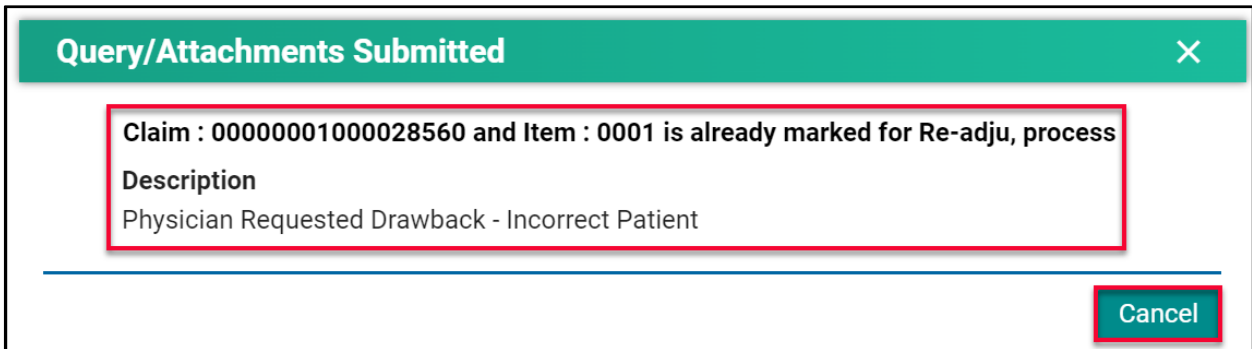 Query/Attachments Submitted
Claim : 00000001000028560 and Item : 0001 is already marked for Re-adju, process
Description
Physician Requested Drawback - Incorrect Patient
Cancel